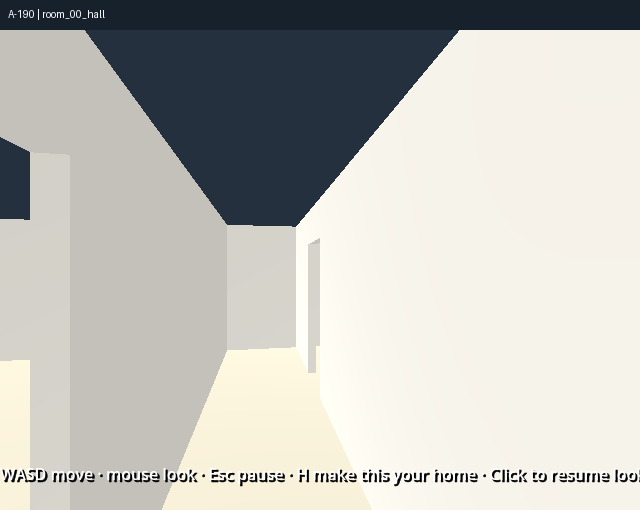 A-190 | room_00_hall
WASD move · mouse look · Esc pause · H make this your home · Click to resume